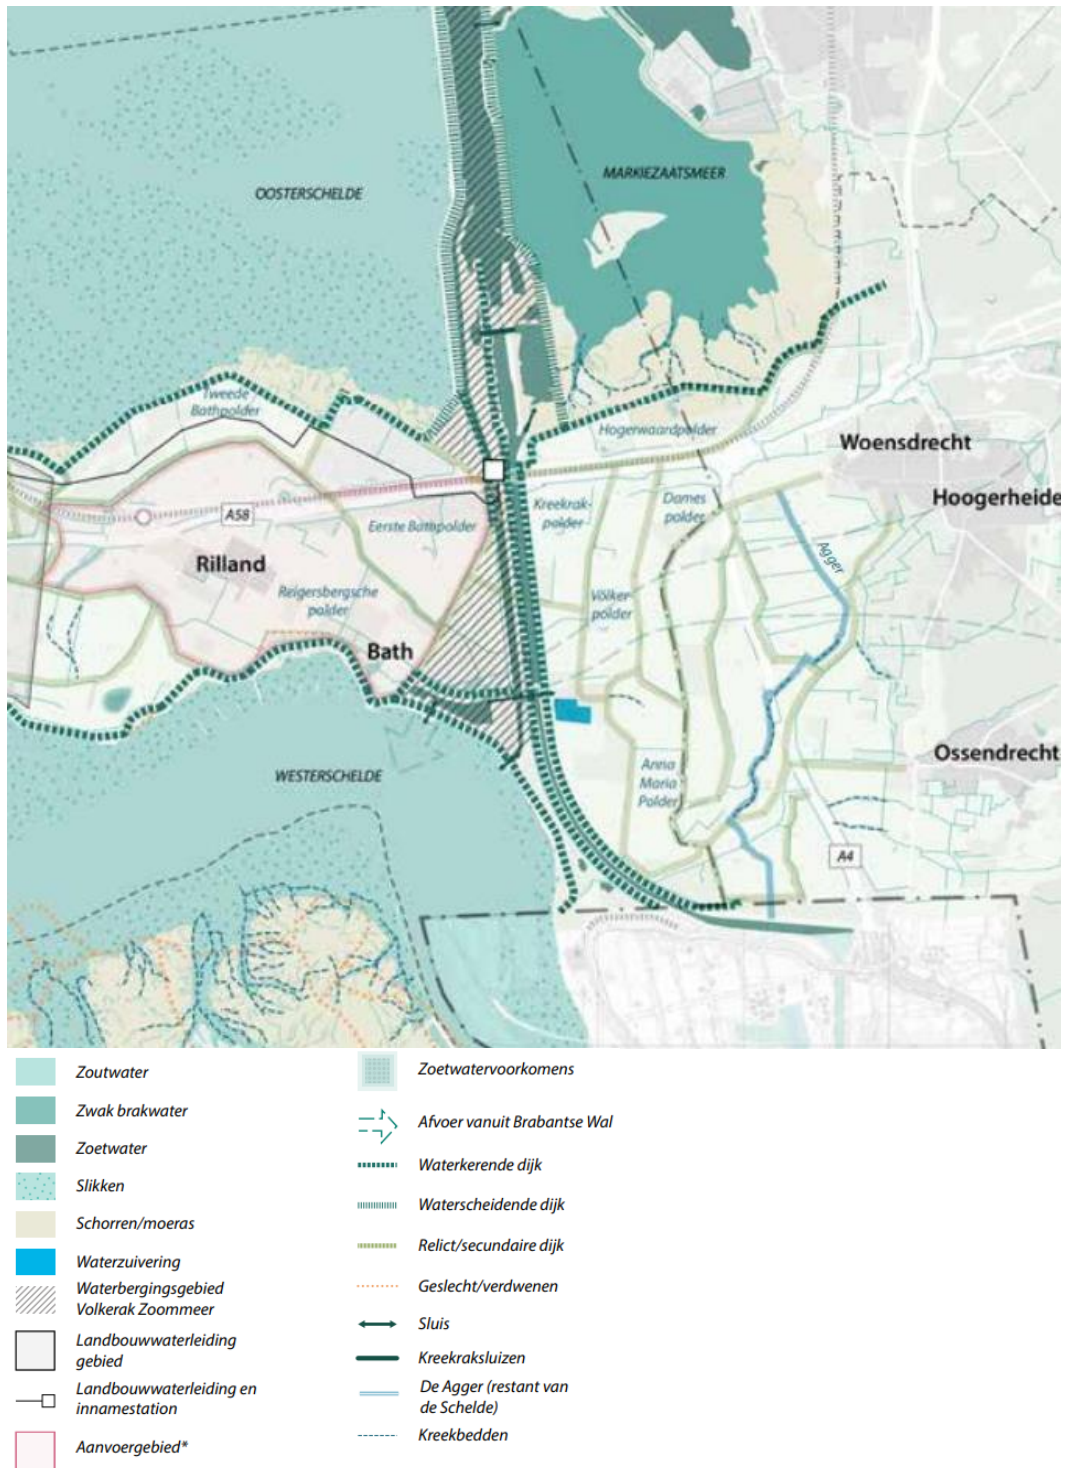 OOSTERSCHELDE
MARKIEZAATSMEER
Tweede
Bathpolder
Hogerwaardpolder
Woensdrecht
Hoogerheide
A58
Eerste Bathpolder
Kreekrak-
polder
Dames
polder
Agger
Rilland
Reigersbergsche
polder
Völker-
polder
Bath
Ossendrecht
WESTERSCHELDE
Anna
Maria
Polder
A4
Zoutwater
Zwak brakwater
Zoetwater
Slikken
Schorren/moeras
Waterzuivering
Waterbergingsgebied
Volkerak Zoommeer
Landbouwwaterleiding
gebied
Landbouwwaterleiding en
innamestation
Aanvoergebied*
Zoetwatervoorkomens
Afvoer vanuit Brabantse Wal
Waterkerende dijk
Waterscheidende dijk
Relict/secundaire dijk
Geslecht/verdwenen
Sluis
Kreekraksluizen
De Agger (restant van
de Schelde)
Kreekbedden